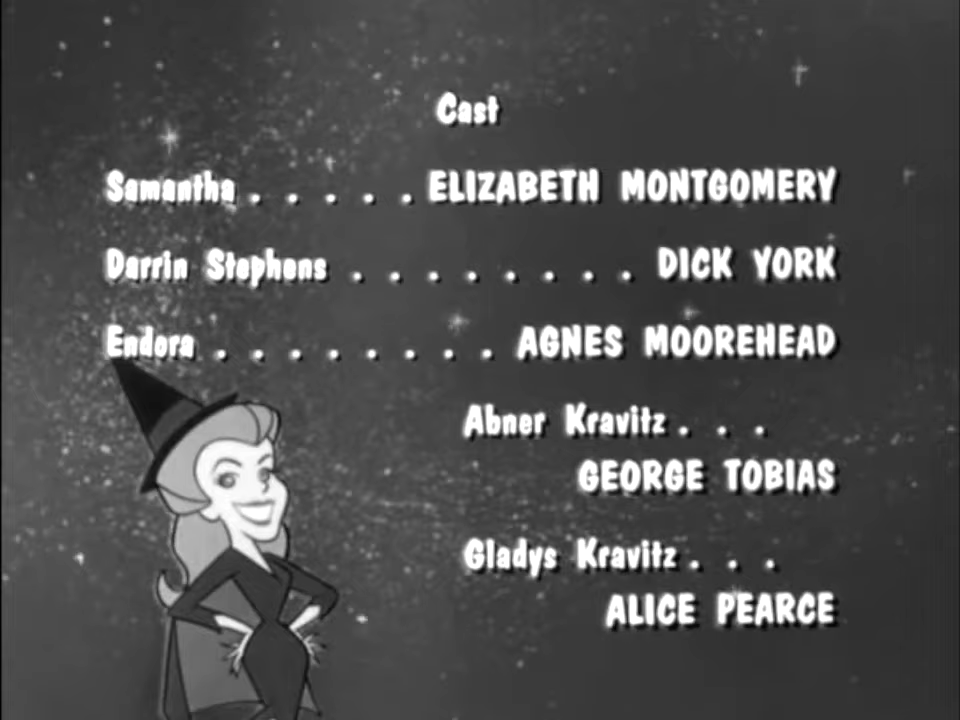 Cast
Samantha . . . . . ELIZABETH MONTGOMERY
Darrin Stephens . . . . . . . . DICK YORK
Endora . . . . . . . . AGNES MOOREHEAD
Abner Kravitz . . .
GEORGE TOBIAS
Gladys Kravitz . . .
ALICE PEARCE